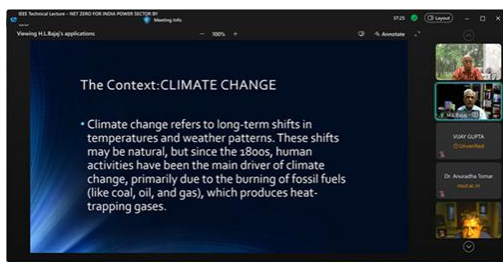 IEEE Technical Lecture - NET ZERO FOR INDIA POWER SECTOR BY
Meeting Info
37:25
Layout
Viewing H.L.Bajaj's applications
100%
Annotate
The Context:CLIMATE CHANGE
• Climate change refers to long-term shifts in
temperatures and weather patterns. These shifts
may be natural, but since the 1800s, human
activities have been the main driver of climate
change, primarily due to the burning of fossil fuels
(like coal, oil, and gas), which produces heat-
trapping gases.
H.L.Bajaj
VIJAY GUPTA
Unverified
Dr. Anuradha Tomar
nsut.ac.in